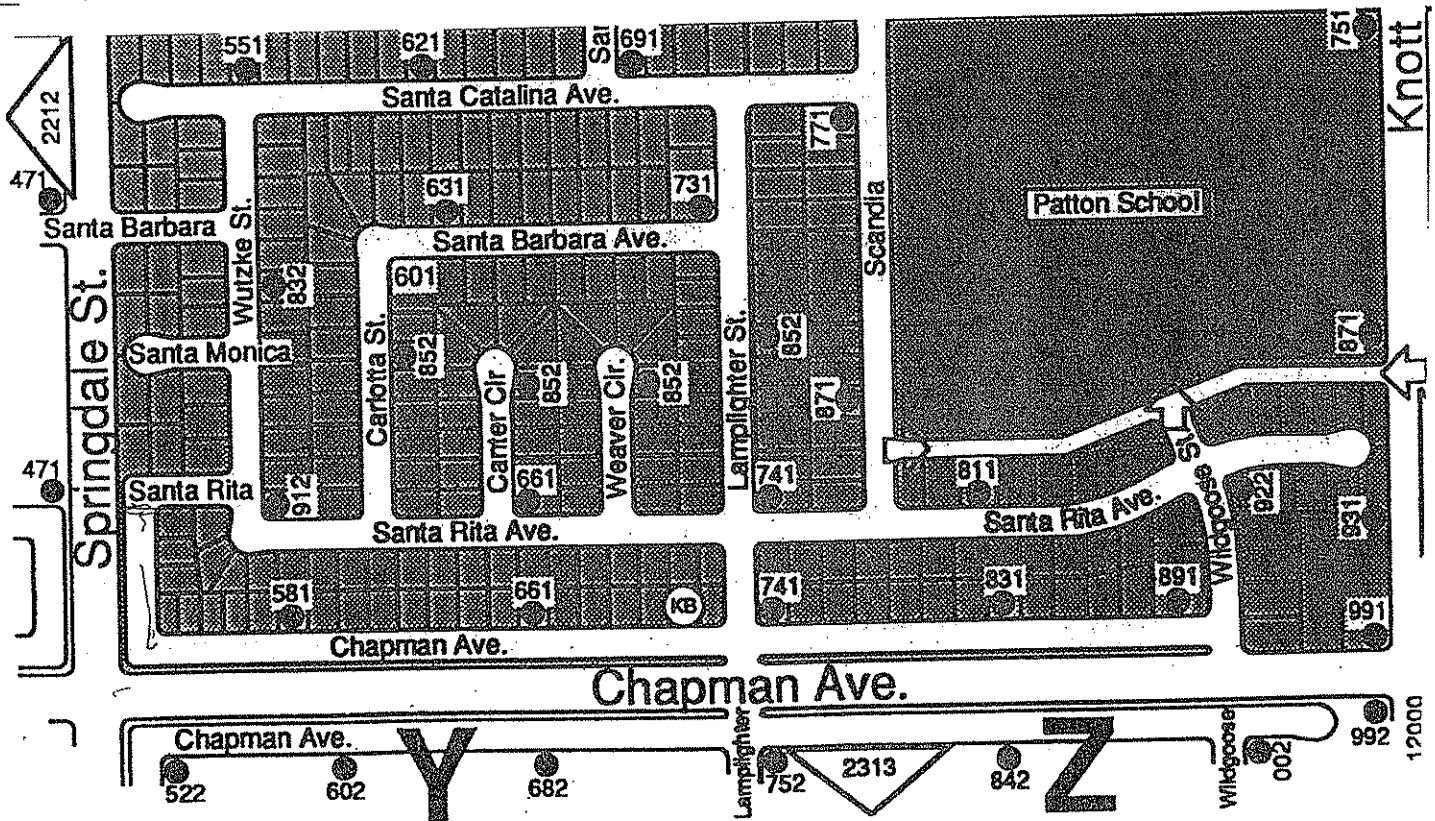 551
621
Sar
691
751
Knott
2212
Santa Catalina Ave.
771
471
631
731
Patton School
Santa Barbara
Wutzke St.
Santa Barbara Ave.
Scandia
832
601
Springdale St.
Santa Monica
Carlotta St.
852
Canter Cir.
852
Weaver Cir.
852
Lamplighter St.
852
871
871
471
Santa Rita
912
661
741
811
Wildgoose St.
922
931
Santa Rita Ave.
Santa Rita Ave.
581
661
KB
741
831
891
991
Chapman Ave.
Chapman Ave.
Chapman Ave.
Y
Lamplighter
Z
Wildgoose
992
12000
522
602
682
752
2313
842
002